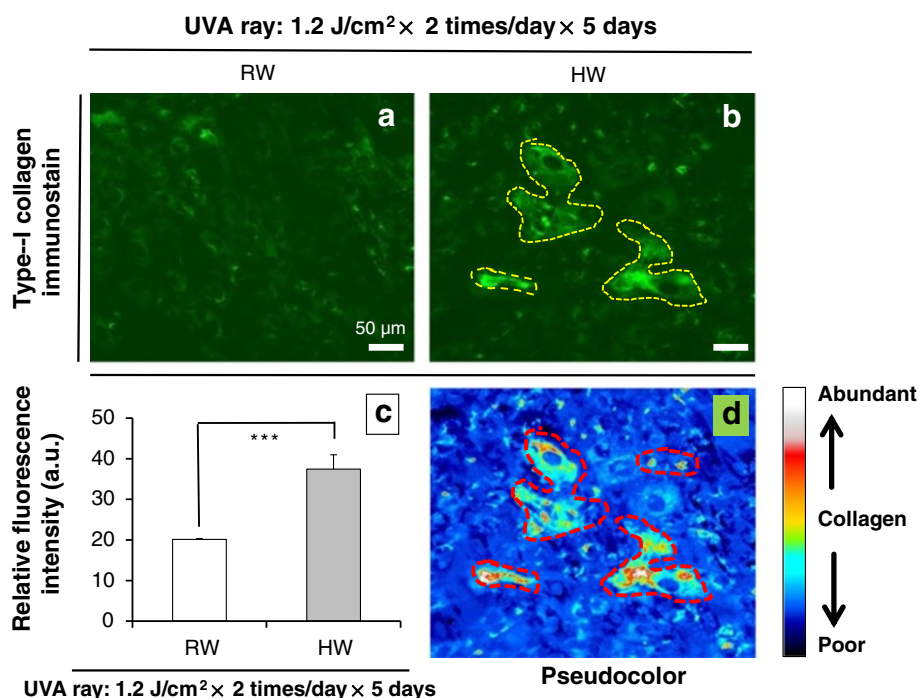 UVA ray: 1.2 J/cm²× 2 times/day× 5 days
RW
HW
Type--I collagen
immunostain
a
50 µm
b
Relative fluorescence
intensity (a.u.)
50
40
30
20
10
0
***
c
RW
HW
UVA ray: 1.2 J/cm²× 2 times/day× 5 days
d
Pseudocolor
Abundant
Collagen
Poor